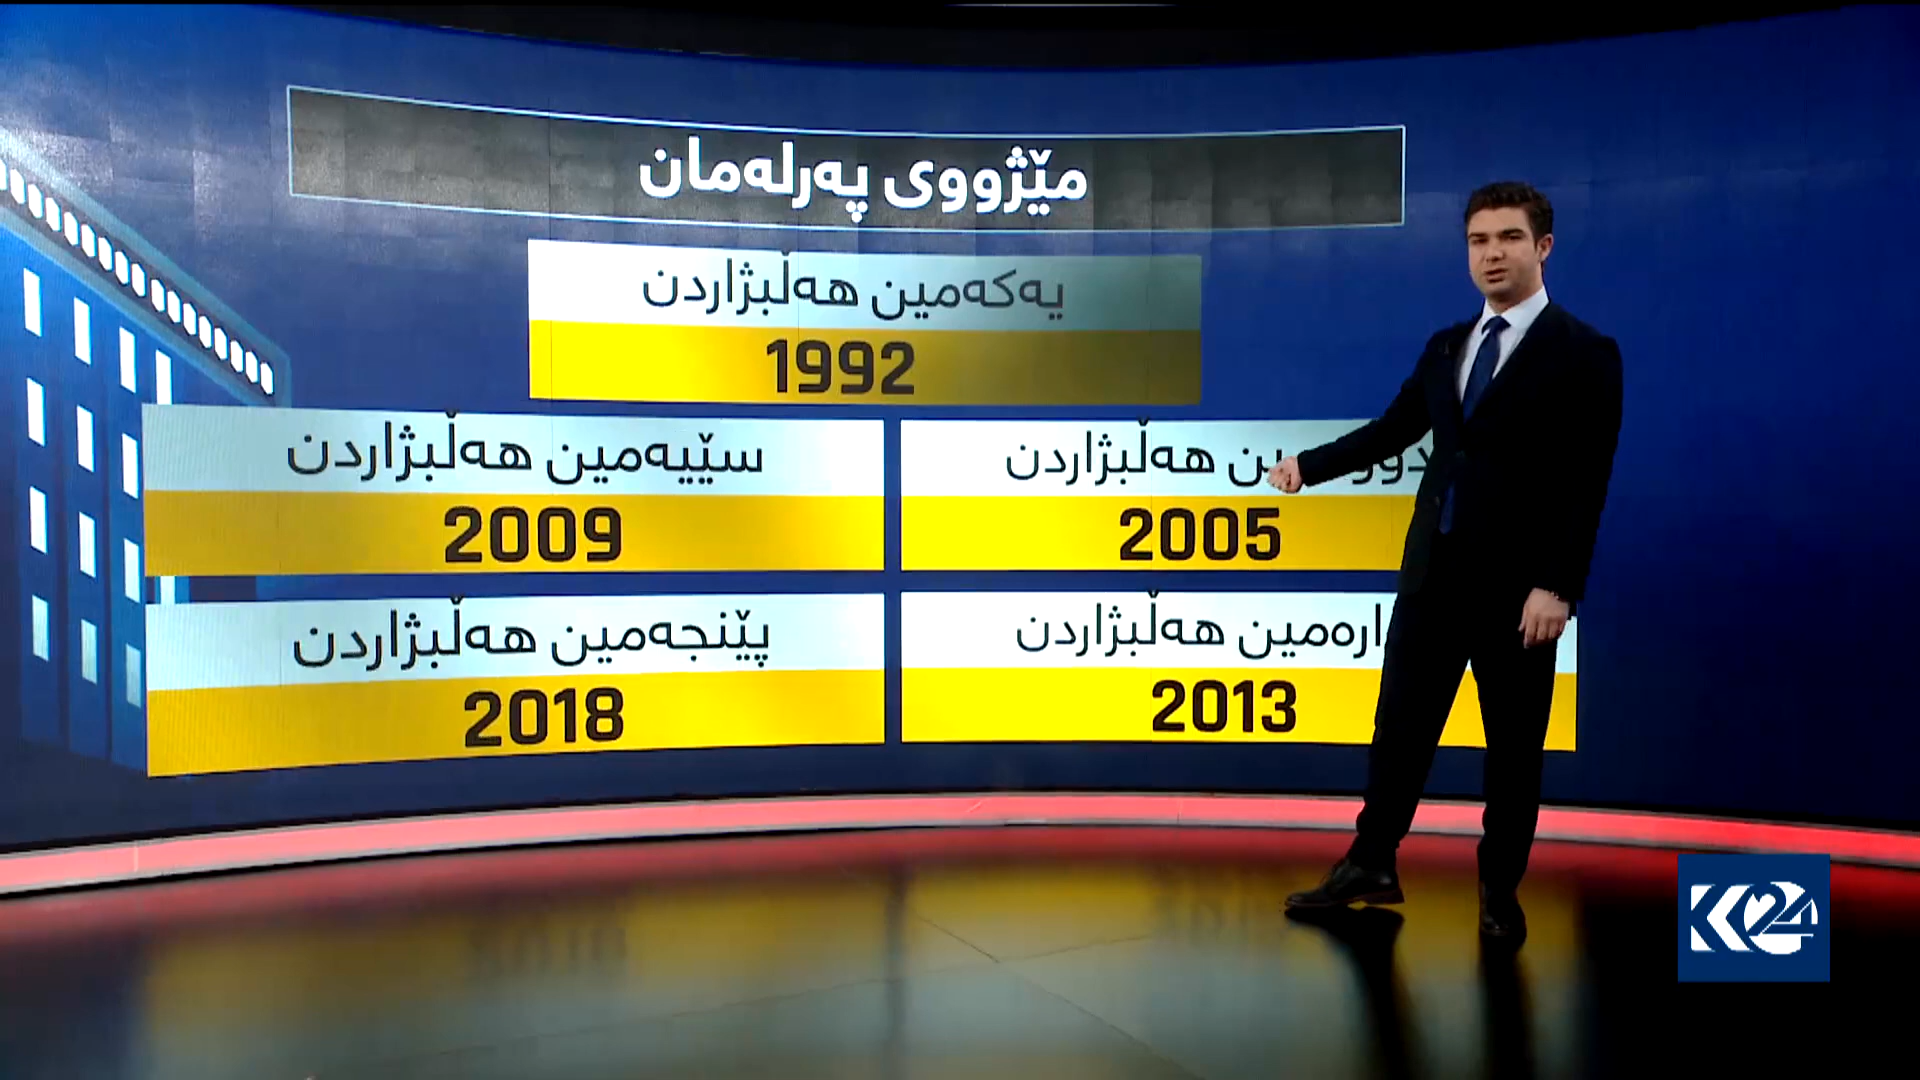 مێژووی پەرلەمان
یەکەمین هەڵبژاردن
1992
هەڵبژاردن
2005
سێیەمین هەڵبژاردن
2009
هەڵبژاردن
2013
پێنجەمین هەڵبژاردن
2018
K24